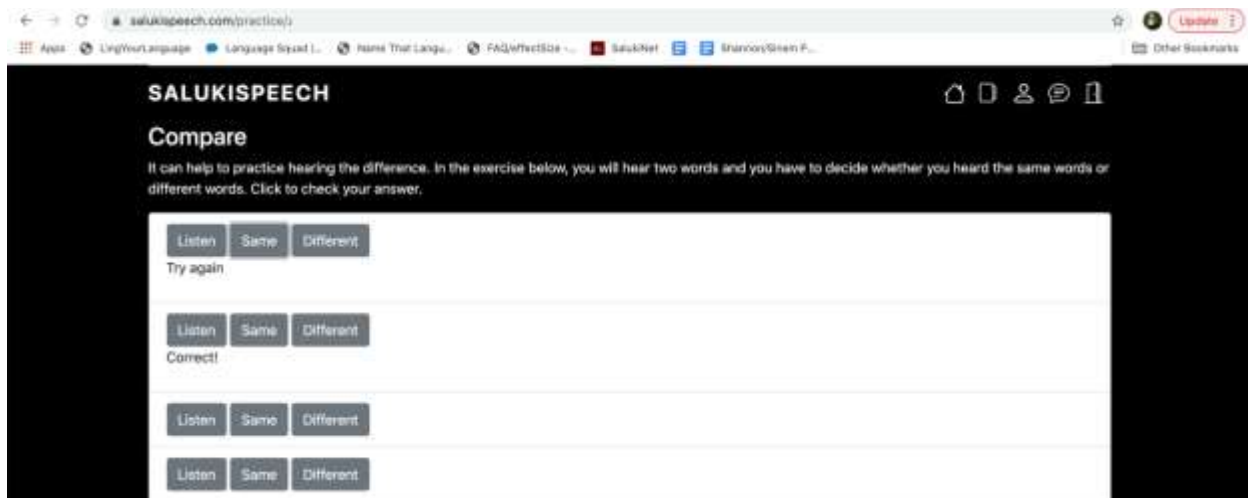 salukispeech.com/practice/
Update
Apps LingYourLanguage Language Squad |... Name That Langu... FAQ/effectSize -... SalukiNet Shannon/Sinem P... Other Bookmarks
SALUKISPEECH
Compare
It can help to practice hearing the difference. In the exercise below, you will hear two words and you have to decide whether you heard the same words or
different words. Click to check your answer.
Listen Same Different
Try again
Listen Same Different
Correct!
Listen Same Different
Listen Same Different